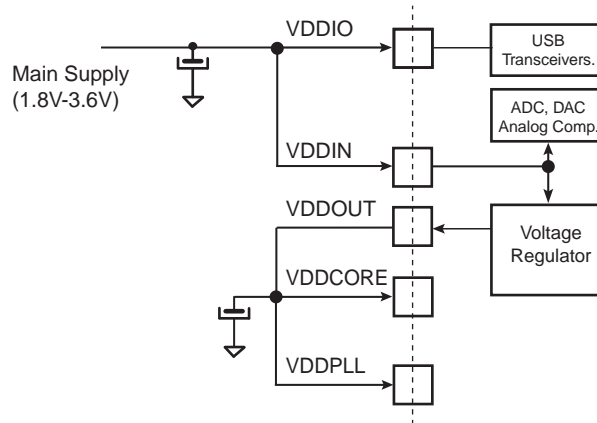 VDDIO
USB
Transceivers.
Main Supply
(1.8V-3.6V)
ADC, DAC
Analog Comp.
VDDIN
VDDOUT
Voltage
Regulator
VDDCORE
VDDPLL